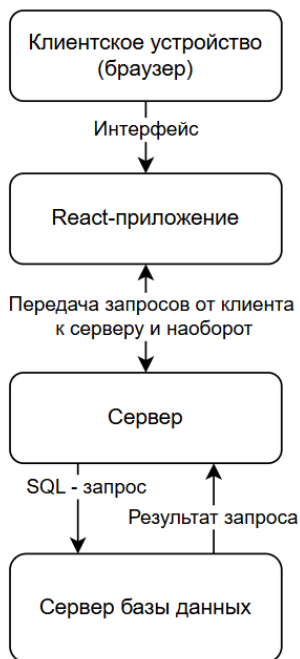 Клиентское устройство
(браузер)
Интерфейс
React-приложение
Передача запросов от клиента
к серверу и наоборот
Сервер
SQL - запрос
Результат запроса
Сервер базы данных